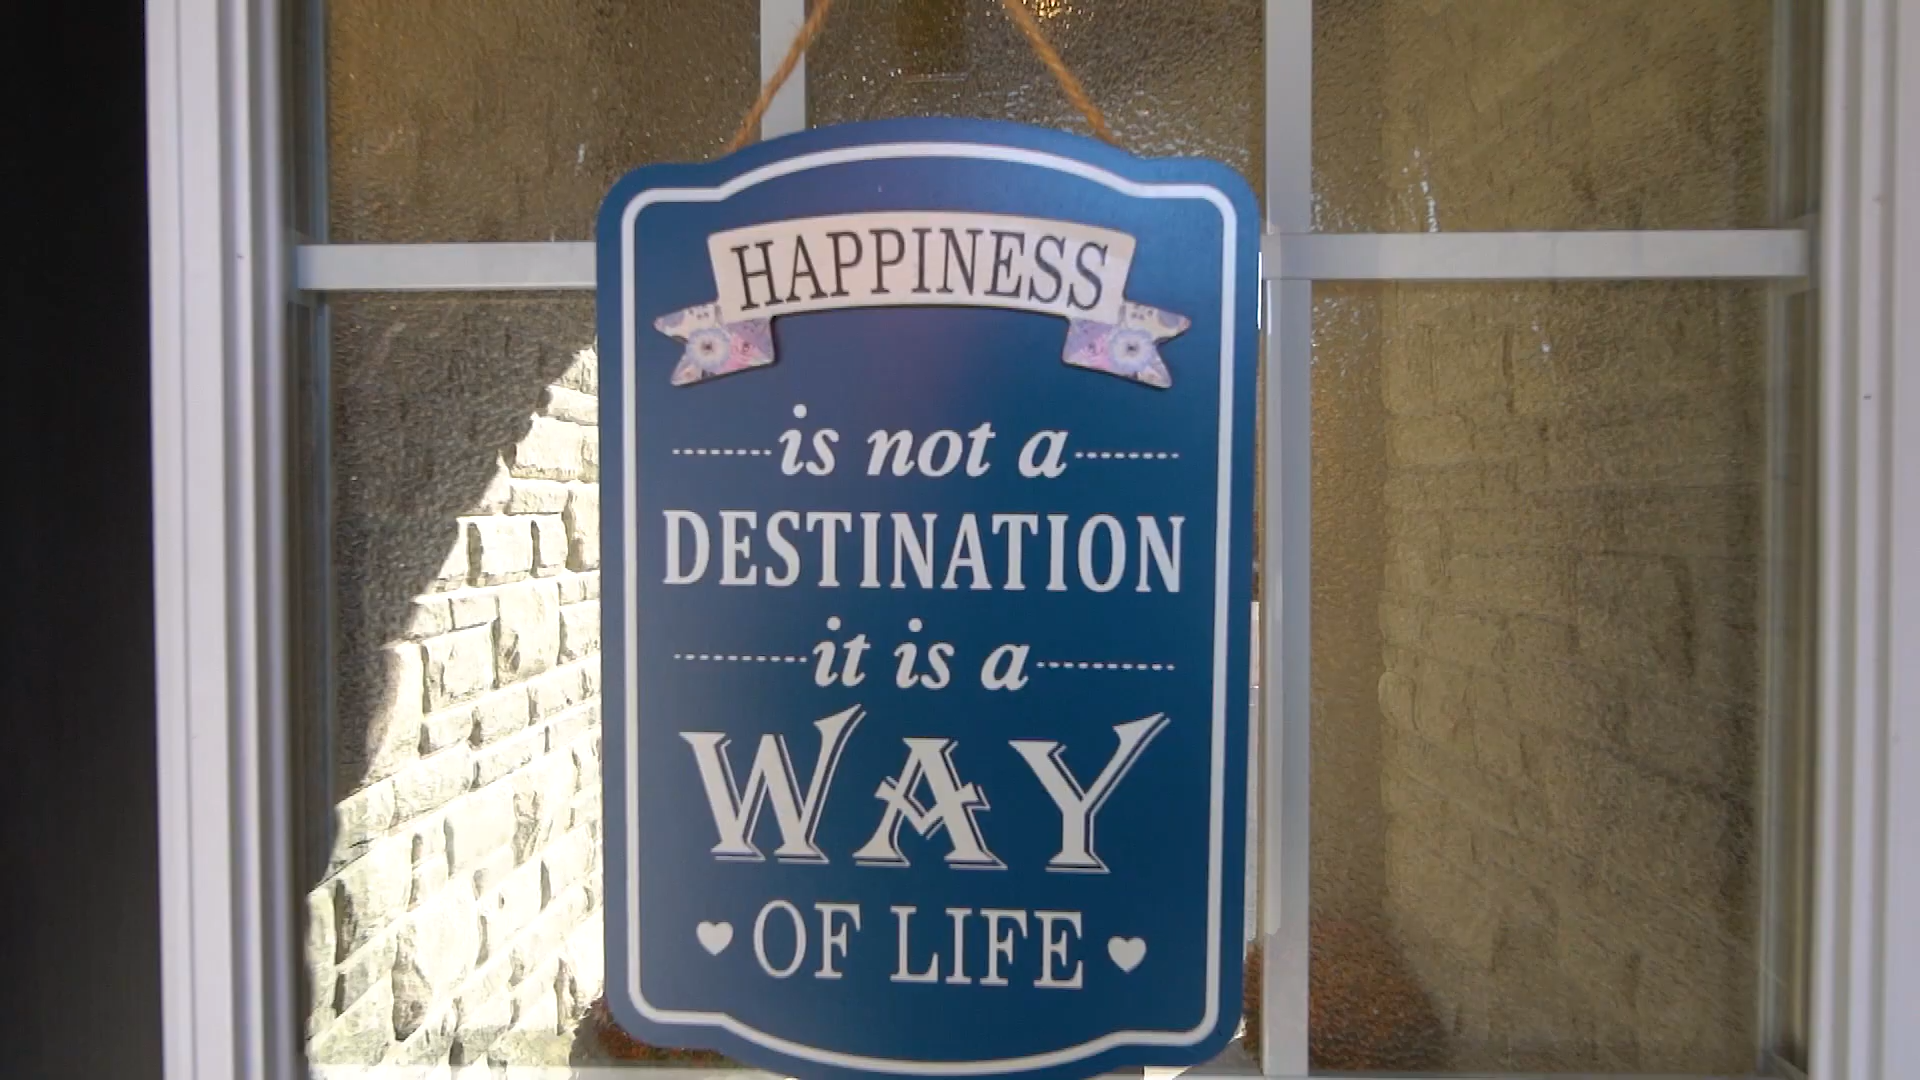 HAPPINESS
is not a
DESTINATION
it is a
WAY
OF LIFE